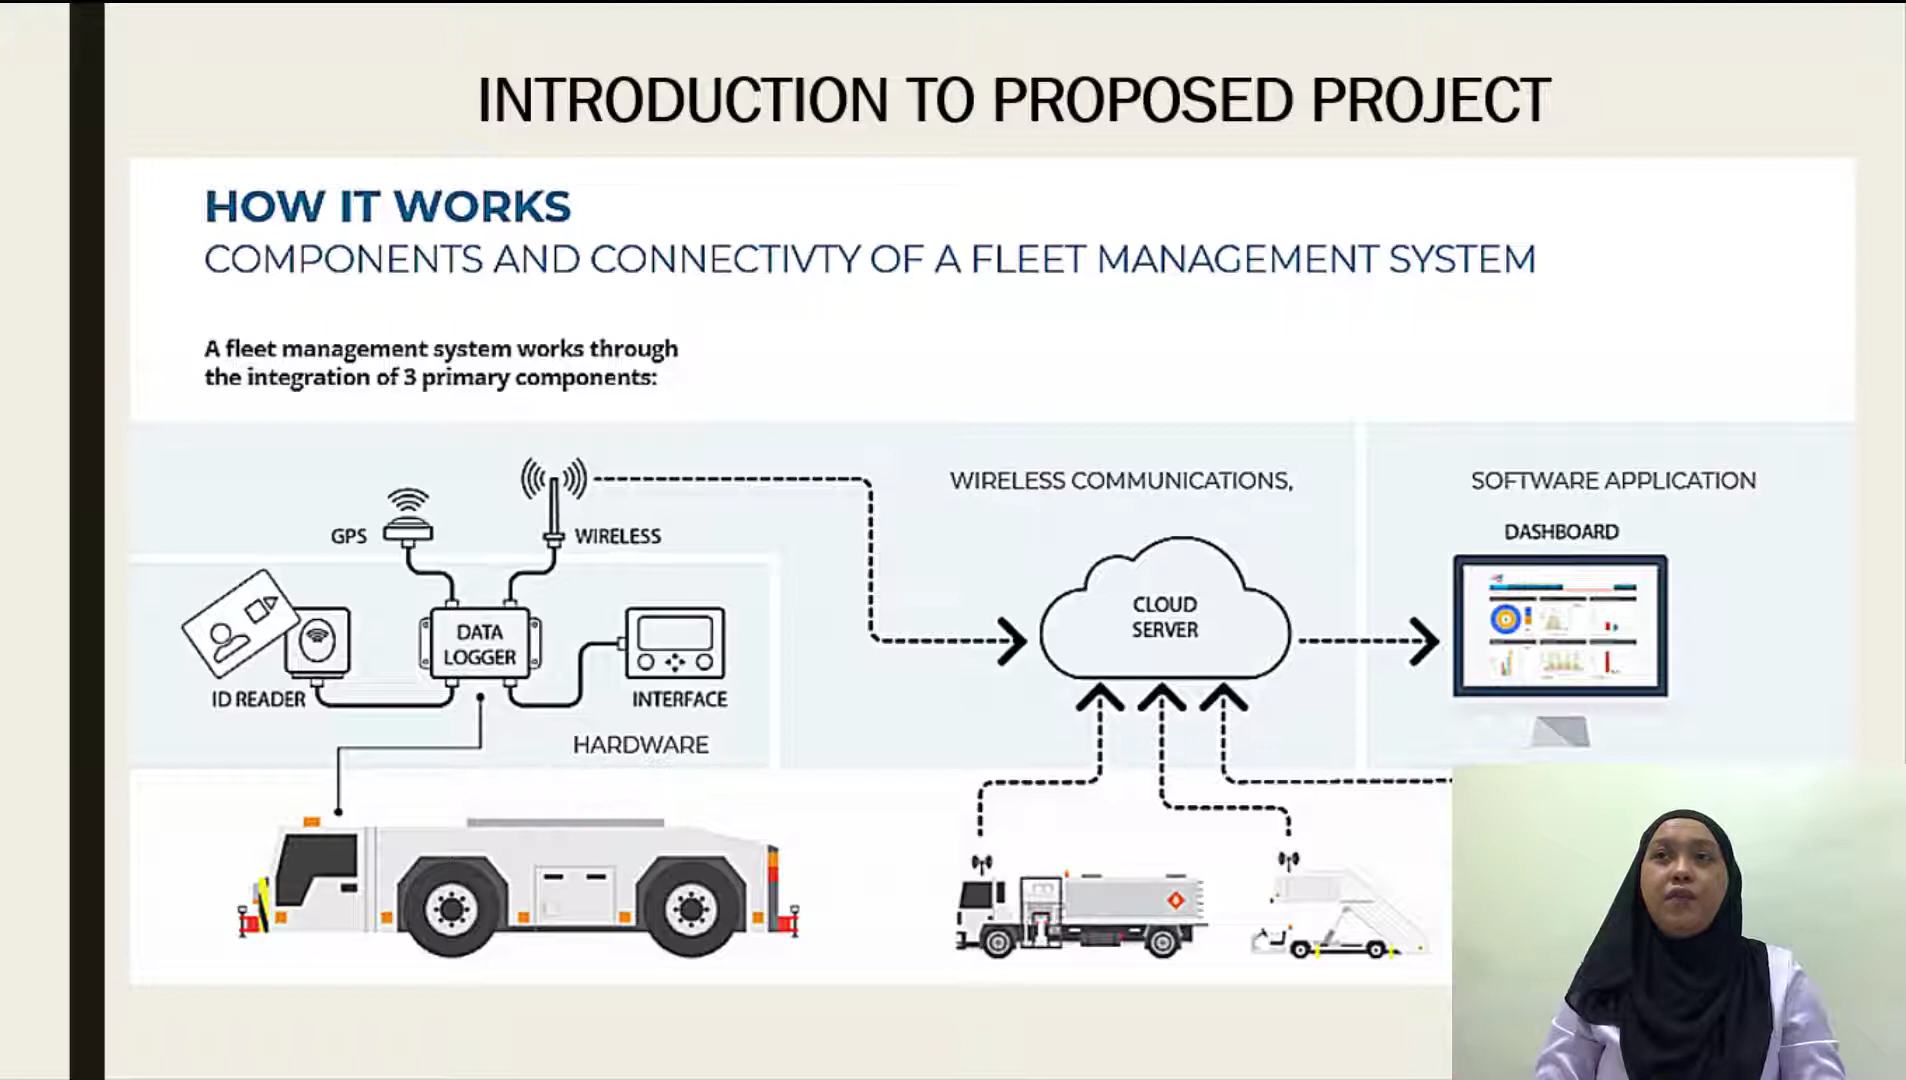 INTRODUCTION TO PROPOSED PROJECT
HOW IT WORKS
COMPONENTS AND CONNECTIVTY OF A FLEET MANAGEMENT SYSTEM
A fleet management system works through
the integration of 3 primary components:
WIRELESS COMMUNICATIONS,
SOFTWARE APPLICATION
GPS
WIRELESS
DASHBOARD
CLOUD
SERVER
DATA
LOGGER
ID READER
INTERFACE
HARDWARE